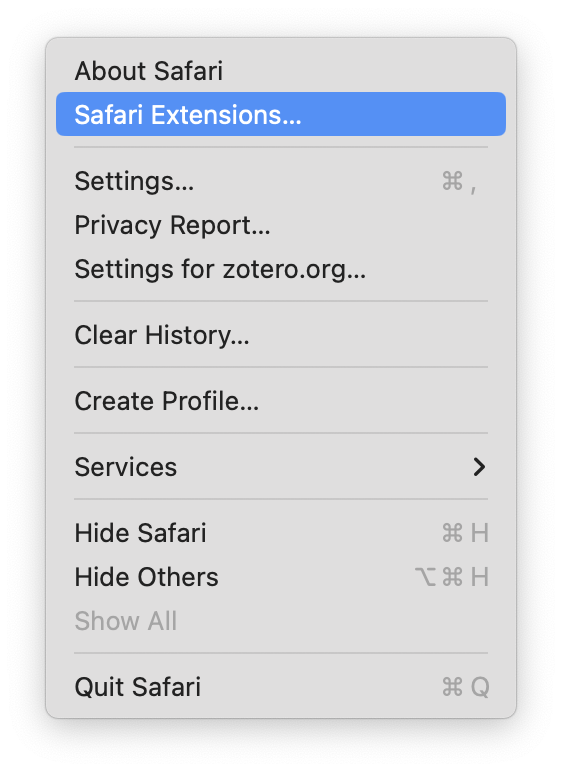 About Safari
Safari Extensions...
Settings... ⌘ ,
Privacy Report...
Settings for zotero.org...
Clear History...
Create Profile...
Services
Hide Safari ⌘ H
Hide Others ⌥ ⌘ H
Show All
Quit Safari ⌘ Q